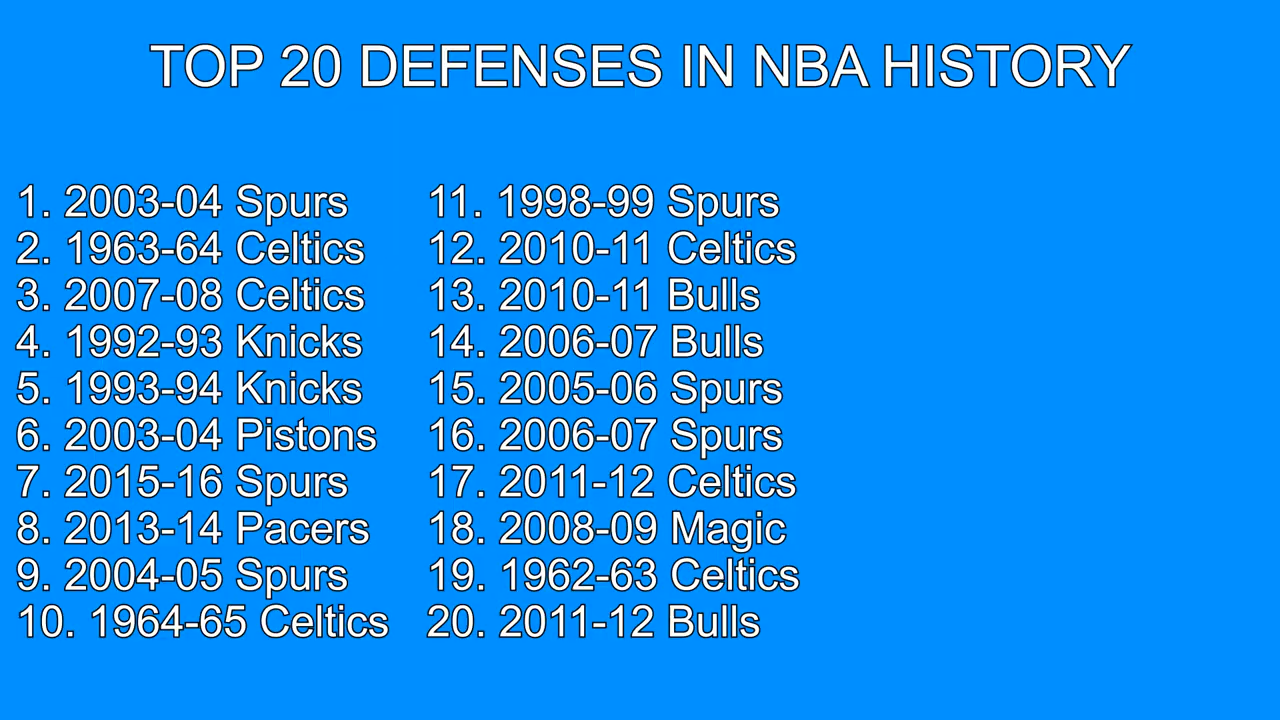 TOP 20 DEFENSES IN NBA HISTORY
1. 2003-04 Spurs
2. 1963-64 Celtics
3. 2007-08 Celtics
4. 1992-93 Knicks
5. 1993-94 Knicks
6. 2003-04 Pistons
7. 2015-16 Spurs
8. 2013-14 Pacers
9. 2004-05 Spurs
10. 1964-65 Celtics
11. 1998-99 Spurs
12. 2010-11 Celtics
13. 2010-11 Bulls
14. 2006-07 Bulls
15. 2005-06 Spurs
16. 2006-07 Spurs
17. 2011-12 Celtics
18. 2008-09 Magic
19. 1962-63 Celtics
20. 2011-12 Bulls